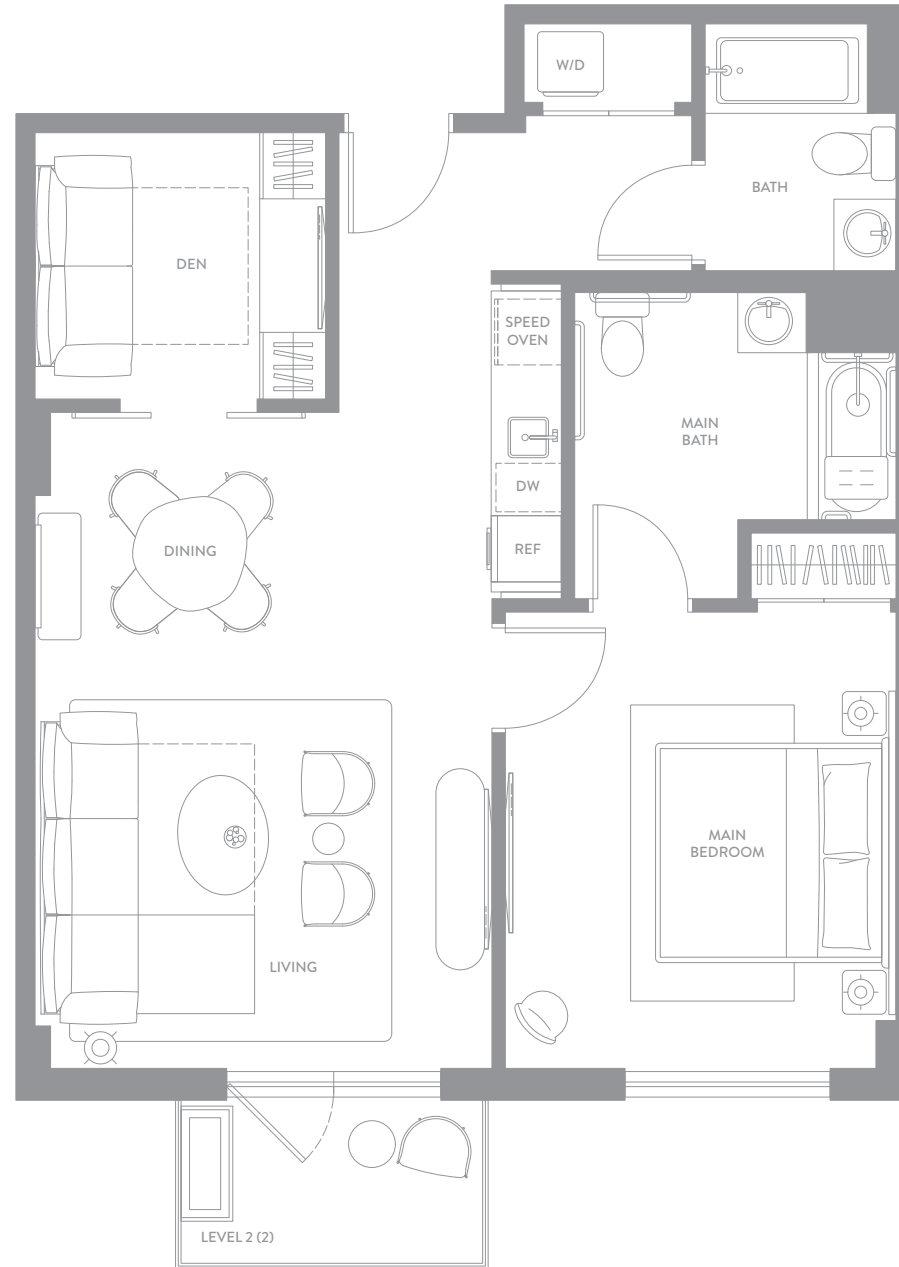 W/D
BATH
DEN
SPEED
OVEN
MAIN
BATH
DW
DINING
REF
MAIN
BEDROOM
LIVING
LEVEL 2 (2)